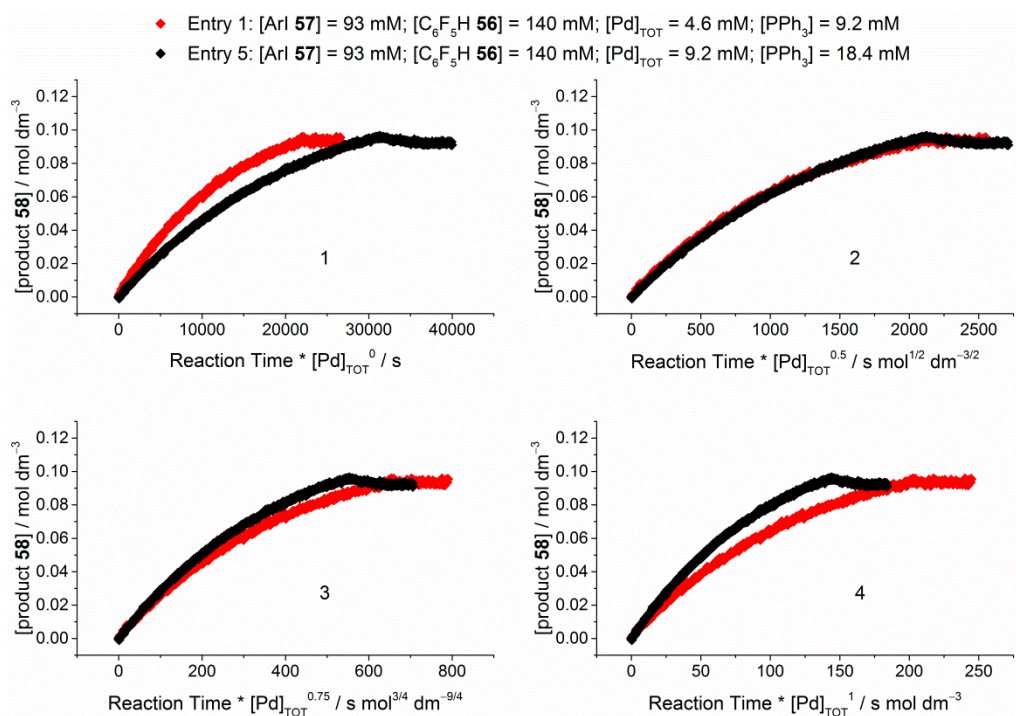 Entry 1: [ArI 57] = 93 mM; [C₆F₅H 56] = 140 mM; [Pd]TOT = 4.6 mM; [PPh₃] = 9.2 mM
Entry 5: [ArI 57] = 93 mM; [C₆F₅H 56] = 140 mM; [Pd]TOT = 9.2 mM; [PPh₃] = 18.4 mM
[product 58] / mol dm⁻³
0.12
0.10
0.08
0.06
0.04
0.02
0.00
1
0 10000 20000 30000 40000
Reaction Time * [Pd]TOT⁰ / s
[product 58] / mol dm⁻³
0.12
0.10
0.08
0.06
0.04
0.02
0.00
2
0 500 1000 1500 2000 2500
Reaction Time * [Pd]TOT⁰·⁵ / s mol¹ᐟ² dm⁻³ᐟ²
[product 58] / mol dm⁻³
0.12
0.10
0.08
0.06
0.04
0.02
0.00
3
0 200 400 600 800
Reaction Time * [Pd]TOT⁰·⁷⁵ / s mol³ᐟ⁴ dm⁻⁹ᐟ⁴
[product 58] / mol dm⁻³
0.12
0.10
0.08
0.06
0.04
0.02
0.00
4
0 50 100 150 200 250
Reaction Time * [Pd]TOT¹ / s mol dm⁻³